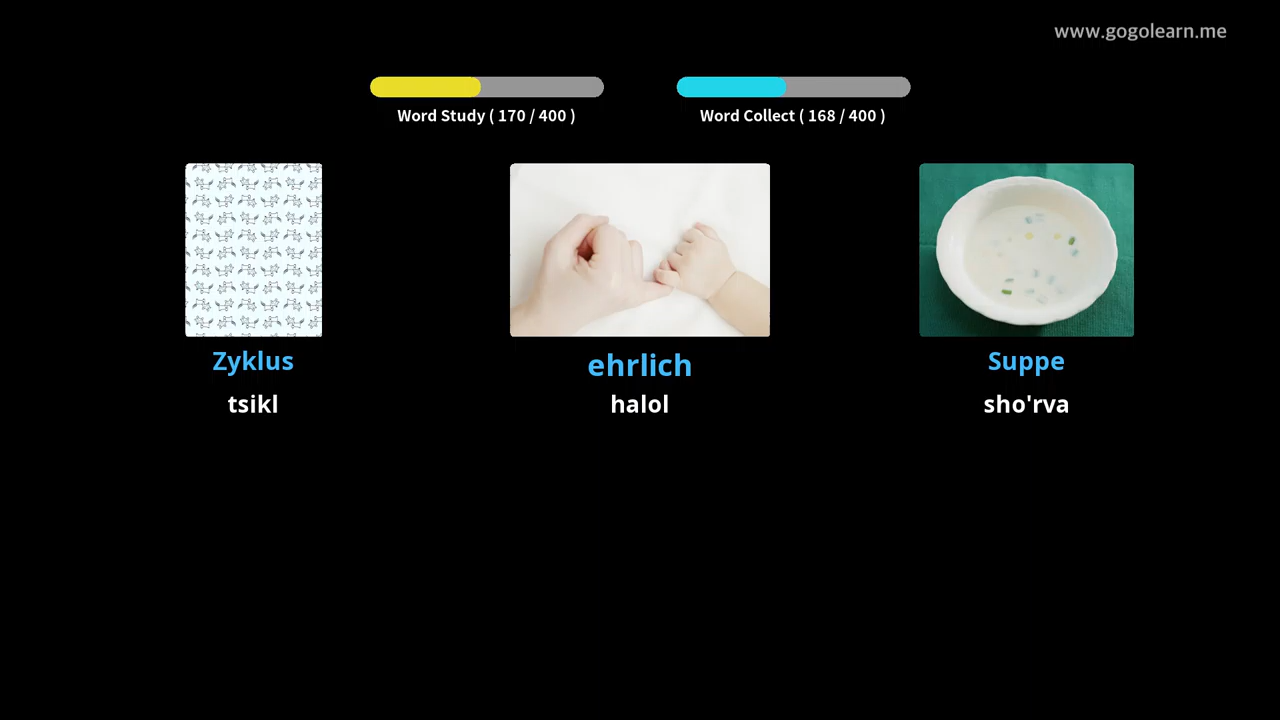 www.gogolearn.me
Word Study ( 170 / 400 )
Word Collect ( 168 / 400 )
Zyklus
tsikl
ehrlich
halol
Suppe
sho'rva